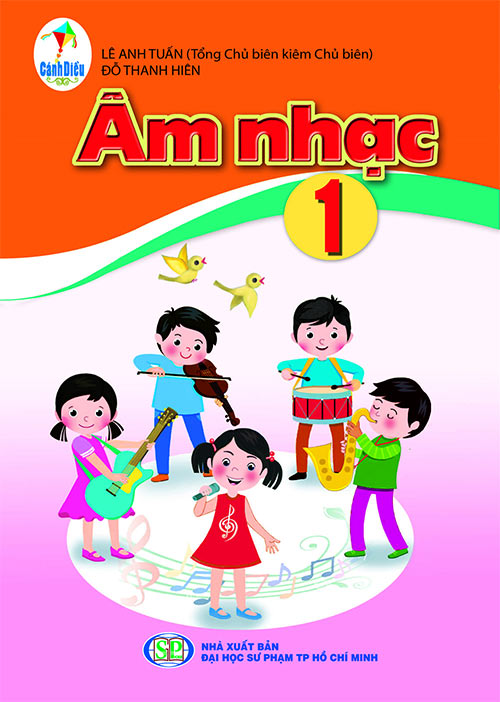 Cánh Diều
LÊ ANH TUẤN (Tổng Chủ biên kiêm Chủ biên)
ĐỖ THANH HIÊN
Âm nhạc
1
SP
NHÀ XUẤT BẢN
ĐẠI HỌC SƯ PHẠM TP HỒ CHÍ MINH